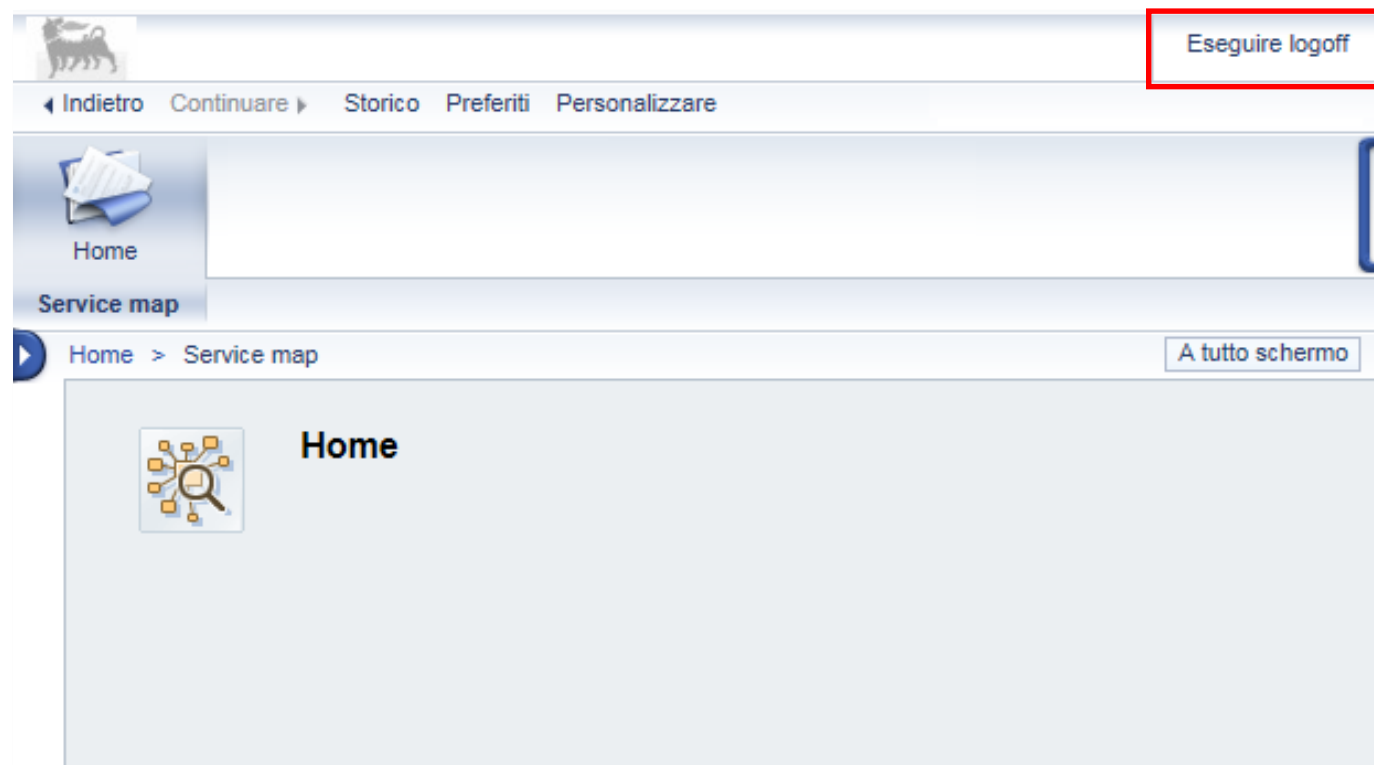 Eseguire logoff
Indietro Continuare Storico Preferiti Personalizzare
Home
Service map
Home > Service map
A tutto schermo
Home